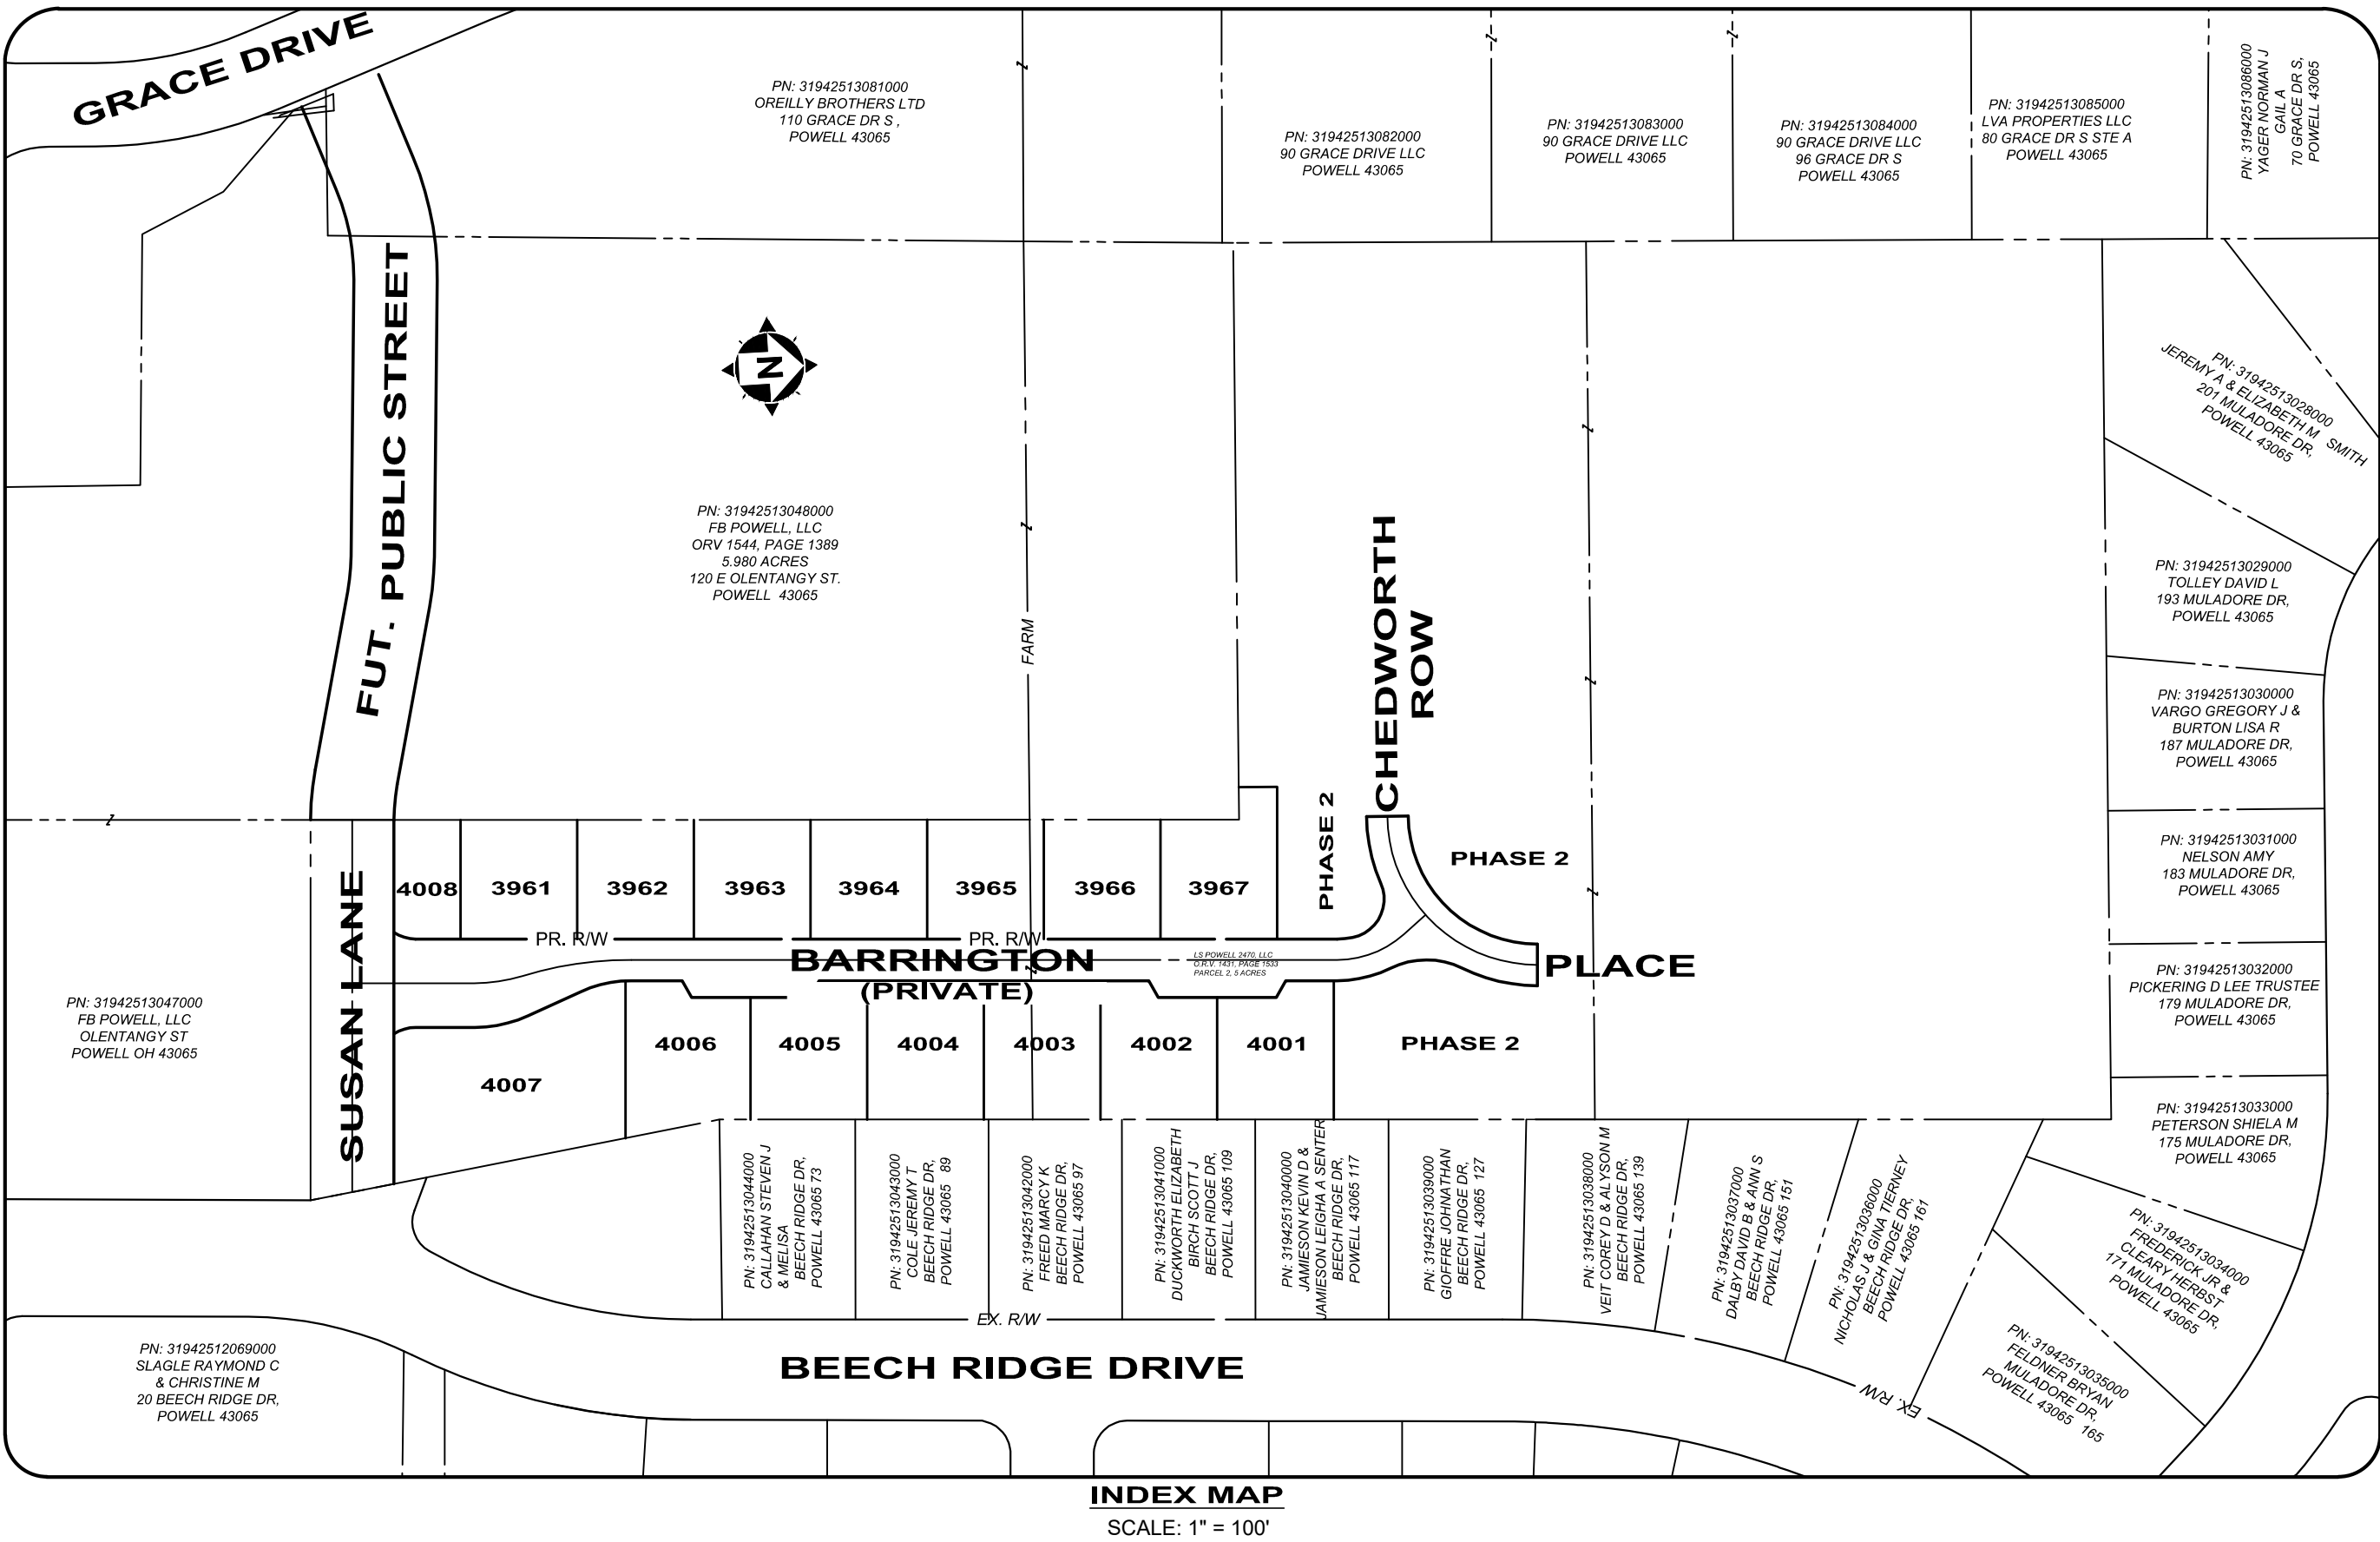 GRACE DRIVE
PN: 31942513081000
OREILLY BROTHERS LTD
110 GRACE DR S ,
POWELL 43065
PN: 31942513082000
90 GRACE DRIVE LLC
POWELL 43065
PN: 31942513083000
90 GRACE DRIVE LLC
POWELL 43065
PN: 31942513084000
90 GRACE DRIVE LLC
96 GRACE DR S
POWELL 43065
PN: 31942513085000
LVA PROPERTIES LLC
80 GRACE DR S STE A
POWELL 43065
PN: 31942513086000
YAGER NORMAN J
GAIL A
70 GRACE DR S,
POWELL 43065
FUT. PUBLIC STREET
N
PN: 31942513028000
JEREMY A & ELIZABETH M SMITH
201 MULADORE DR,
POWELL 43065
PN: 31942513048000
FB POWELL, LLC
ORV 1544, PAGE 1389
5.980 ACRES
120 E OLENTANGY ST.
POWELL 43065
FARM
CHEDWORTH
ROW
PN: 31942513029000
TOLLEY DAVID L
193 MULADORE DR,
POWELL 43065
PN: 31942513030000
VARGO GREGORY J &
BURTON LISA R
187 MULADORE DR,
POWELL 43065
PHASE 2
PHASE 2
PN: 31942513031000
NELSON AMY
183 MULADORE DR,
POWELL 43065
SUSAN LANE
4008
3961
3962
3963
3964
3965
3966
3967
PR. R/W
PR. R/W
BARRINGTON
(PRIVATE)
LS POWELL 2470, LLC
O.R.V. 1431, PAGE 1533
PARCEL 2, 5 ACRES
PLACE
PN: 31942513032000
PICKERING D LEE TRUSTEE
179 MULADORE DR,
POWELL 43065
PN: 31942513047000
FB POWELL, LLC
OLENTANGY ST
POWELL OH 43065
4007
4006
4005
4004
4003
4002
4001
PHASE 2
PN: 31942513033000
PETERSON SHIELA M
175 MULADORE DR,
POWELL 43065
PN: 31942513044000
CALLAHAN STEVEN J
& MELISA
BEECH RIDGE DR,
POWELL 43065 73
PN: 31942513043000
COLE JEREMY T
BEECH RIDGE DR,
POWELL 43065 89
PN: 31942513042000
FREED MARCY K
BEECH RIDGE DR,
POWELL 43065 97
PN: 31942513041000
DUCKWORTH ELIZABETH
BIRCH SCOTT J
BEECH RIDGE DR,
POWELL 43065 109
PN: 31942513040000
JAMIESON KEVIN D &
JAMIESON LEIGHA A SENTER
BEECH RIDGE DR,
POWELL 43065 117
PN: 31942513039000
GIOFFRE JOHNATHAN
BEECH RIDGE DR,
POWELL 43065 127
PN: 31942513038000
VEIT COREY D & ALYSON M
BEECH RIDGE DR,
POWELL 43065 139
PN: 31942513037000
DALBY DAVID B & ANN S
BEECH RIDGE DR,
POWELL 43065 151
PN: 31942513036000
NICHOLAS J & GINA TIERNEY
BEECH RIDGE DR,
POWELL 43065 161
PN: 31942513034000
FREDERICK JR &
CLEARY HERBST
171 MULADORE DR,
POWELL 43065
PN: 31942513035000
FELDNER BRYAN
MULADORE DR,
POWELL 43065 165
EX. R/W
EX. R/W
BEECH RIDGE DRIVE
PN: 31942512069000
SLAGLE RAYMOND C
& CHRISTINE M
20 BEECH RIDGE DR,
POWELL 43065
INDEX MAP
SCALE: 1" = 100'